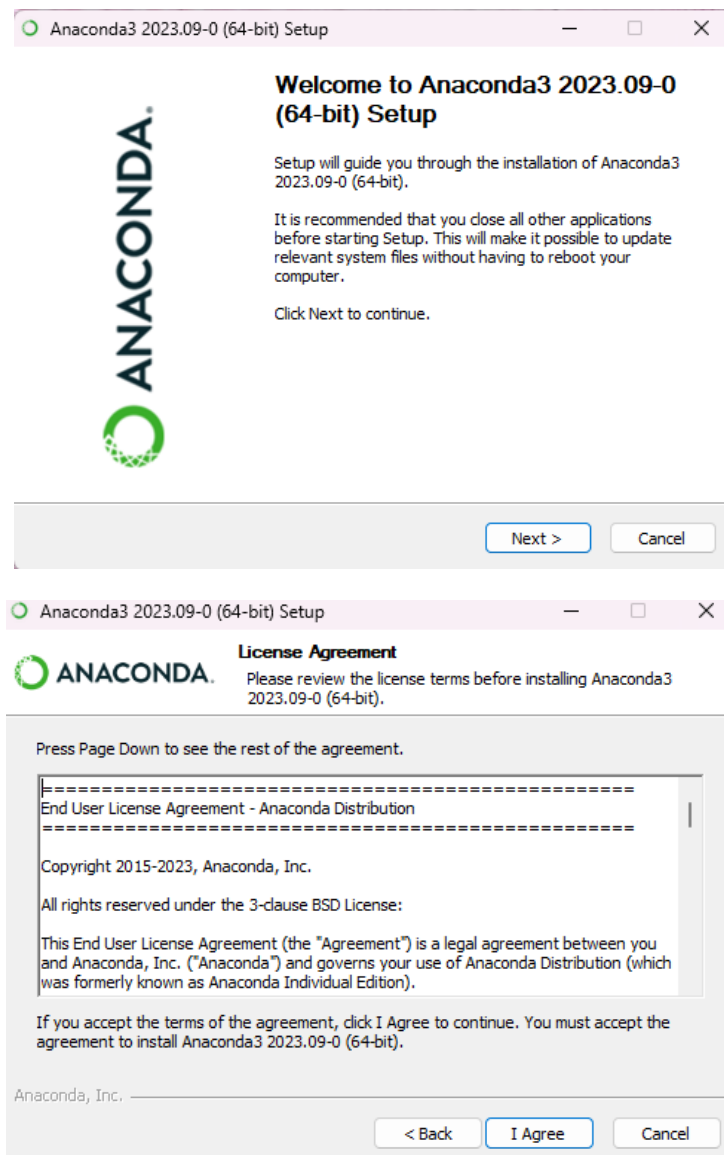 Anaconda3 2023.09-0 (64-bit) Setup
ANACONDA.
Welcome to Anaconda3 2023.09-0
(64-bit) Setup
Setup will guide you through the installation of Anaconda3
2023.09-0 (64-bit).
It is recommended that you close all other applications
before starting Setup. This will make it possible to update
relevant system files without having to reboot your
computer.
Click Next to continue.
Next >
Cancel
Anaconda3 2023.09-0 (64-bit) Setup
ANACONDA.
License Agreement
Please review the license terms before installing Anaconda3
2023.09-0 (64-bit).
Press Page Down to see the rest of the agreement.
==================================================
End User License Agreement - Anaconda Distribution
==================================================
Copyright 2015-2023, Anaconda, Inc.
All rights reserved under the 3-clause BSD License:
This End User License Agreement (the "Agreement") is a legal agreement between you
and Anaconda, Inc. ("Anaconda") and governs your use of Anaconda Distribution (which
was formerly known as Anaconda Individual Edition).
If you accept the terms of the agreement, click I Agree to continue. You must accept the
agreement to install Anaconda3 2023.09-0 (64-bit).
Anaconda, Inc.
< Back
I Agree
Cancel